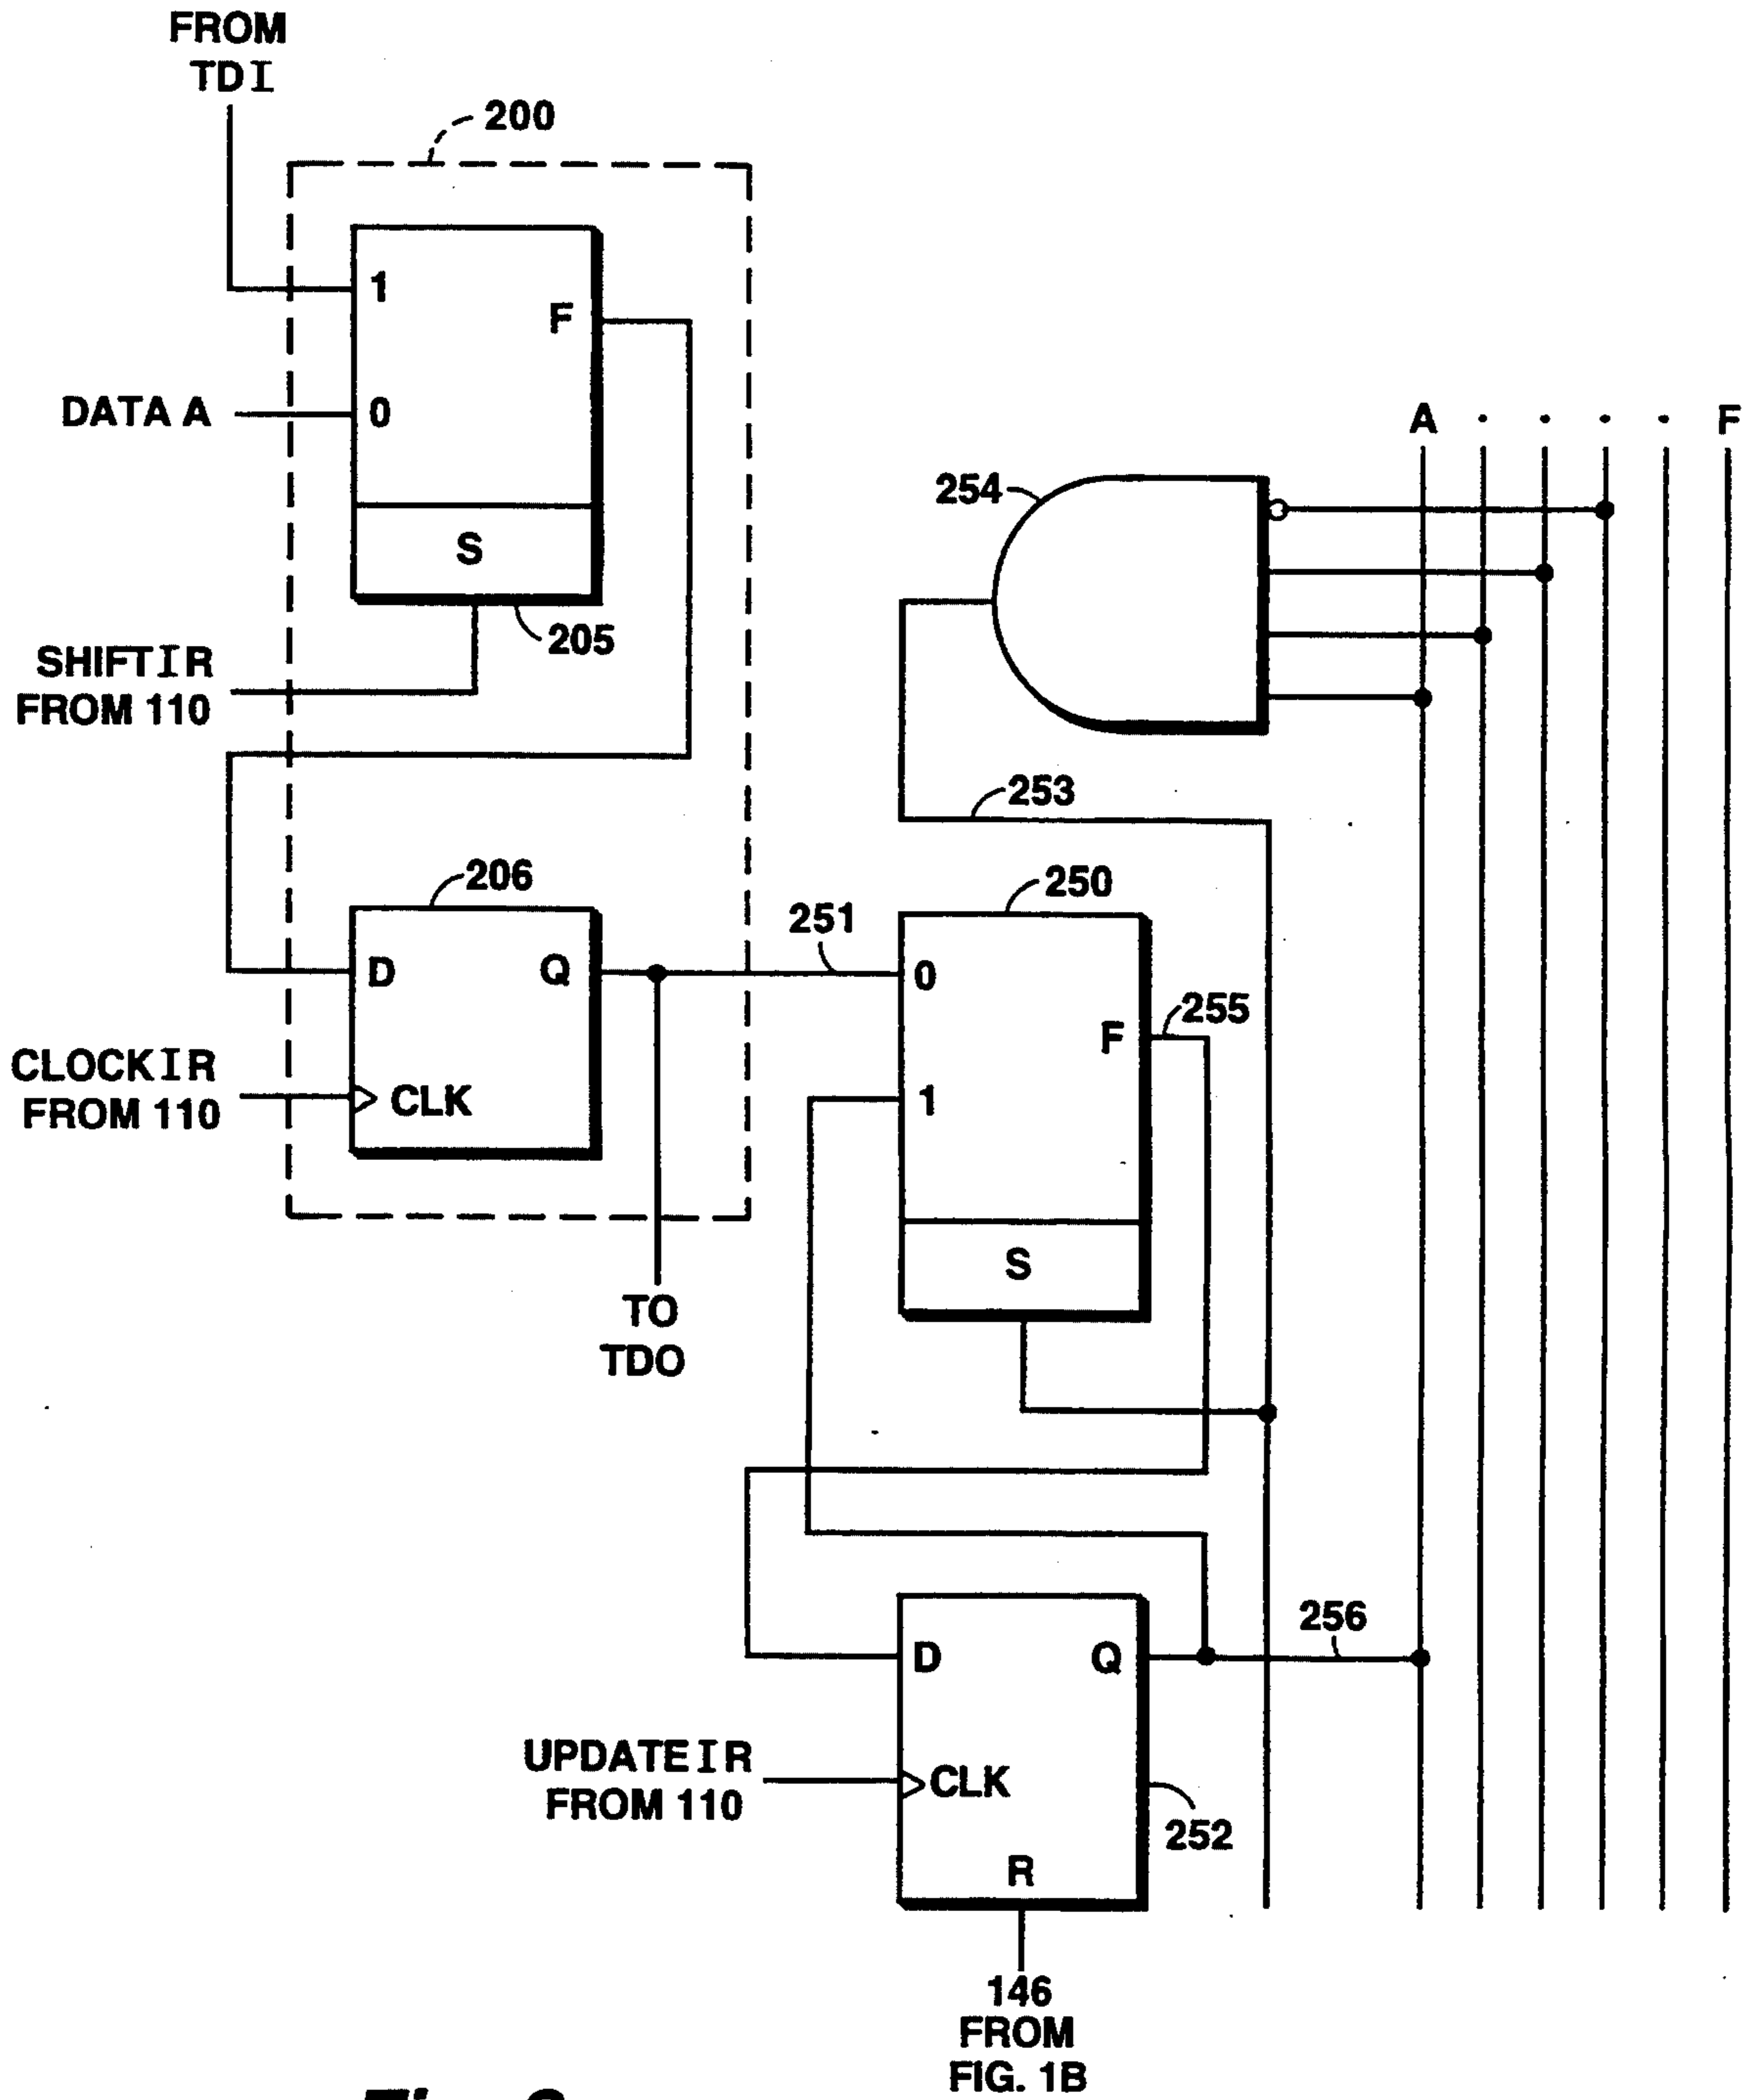 FROM
TDI
200
1
F
DATA A
0
S
205
SHIFTIR
FROM 110
A · · · · F
254
253
206
D
Q
CLOCKIR
FROM 110
CLK
251
250
0
F
255
1
S
TO
TDO
D
Q
256
UPDATEIR
FROM 110
CLK
252
R
146
FROM
FIG. 1B